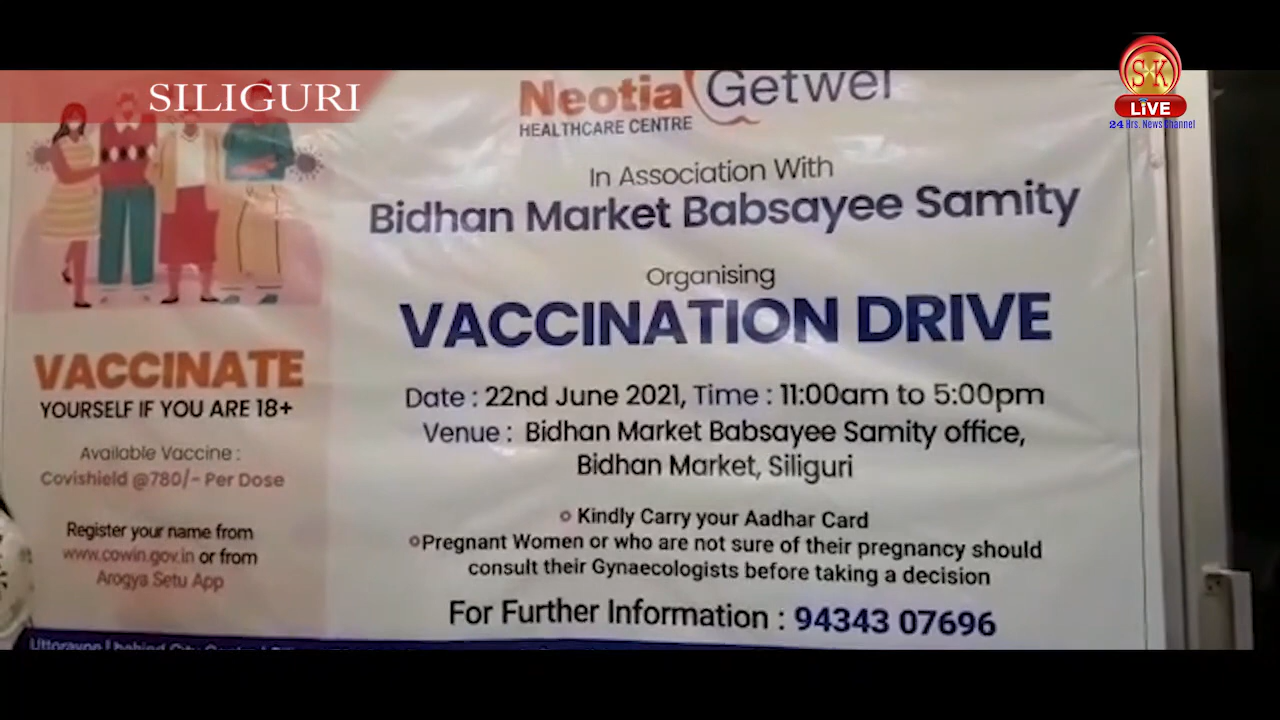 SILIGURI
SK
LIVE
24 Hrs. News Channel
Neotia Getwel
HEALTHCARE CENTRE
In Association With
Bidhan Market Babsayee Samity
Organising
VACCINATION DRIVE
Date : 22nd June 2021, Time : 11:00am to 5:00pm
Venue : Bidhan Market Babsayee Samity office,
Bidhan Market, Siliguri
Kindly Carry your Aadhar Card
Pregnant Women or who are not sure of their pregnancy should
consult their Gynaecologists before taking a decision
For Further Information : 94343 07696
VACCINATE
YOURSELF IF YOU ARE 18+
Available Vaccine :
Covishield @780/- Per Dose
Register your name from
www.cowin.gov.in or from
Arogya Setu App